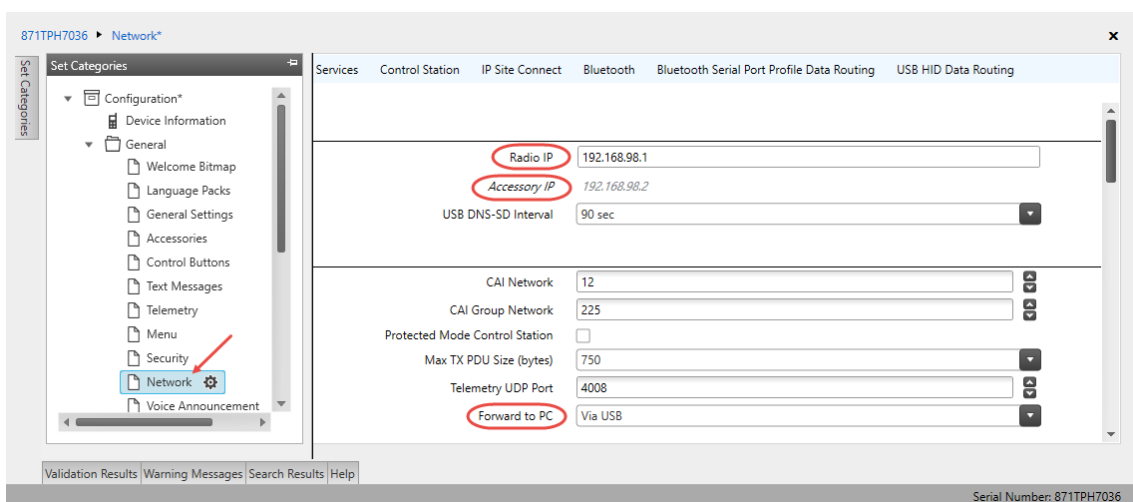 871TPH7036 ▸ Network*
Set Categories
Set Categories
Configuration*
Device Information
General
Welcome Bitmap
Language Packs
General Settings
Accessories
Control Buttons
Text Messages
Telemetry
Menu
Security
Network
Voice Announcement
Services Control Station IP Site Connect Bluetooth Bluetooth Serial Port Profile Data Routing USB HID Data Routing
Radio IP 192.168.98.1
Accessory IP 192.168.98.2
USB DNS-SD Interval 90 sec
CAI Network 12
CAI Group Network 225
Protected Mode Control Station
Max TX PDU Size (bytes) 750
Telemetry UDP Port 4008
Forward to PC Via USB
Validation Results Warning Messages Search Results Help
Serial Number: 871TPH7036